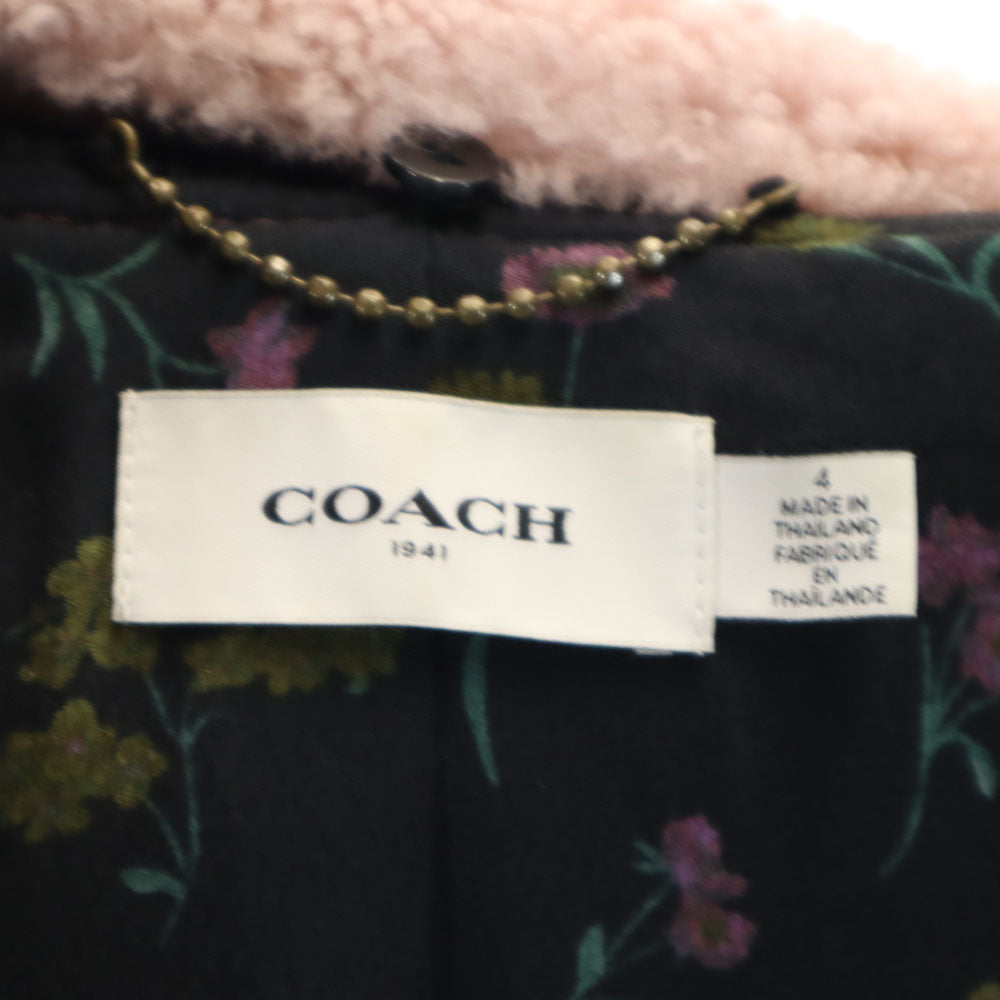 COACH
1941
4
MADE IN
THAILAND
FABRIQUÉ
EN
THAÏLANDE